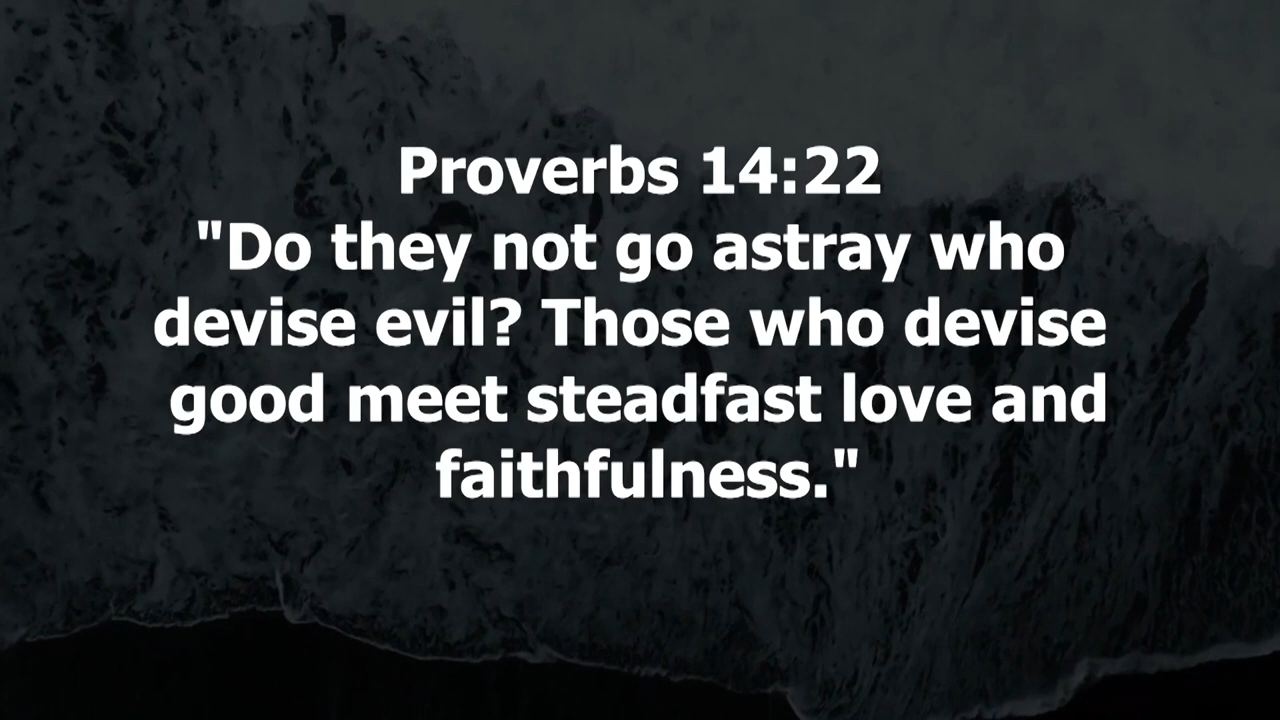 Proverbs 14:22
"Do they not go astray who
devise evil? Those who devise
good meet steadfast love and
faithfulness."